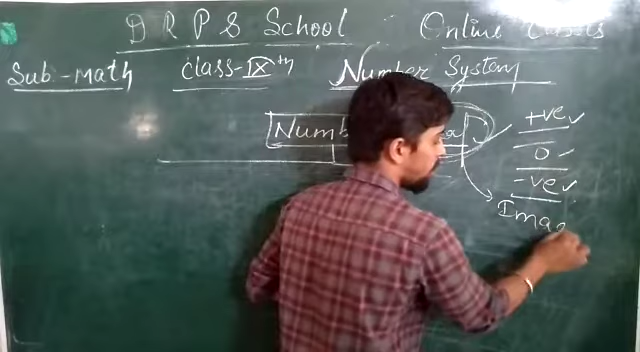 D R P S School :- Online Classes
Sub-math Class-IXth Number System
Numb
+ve
0
-ve
Imag